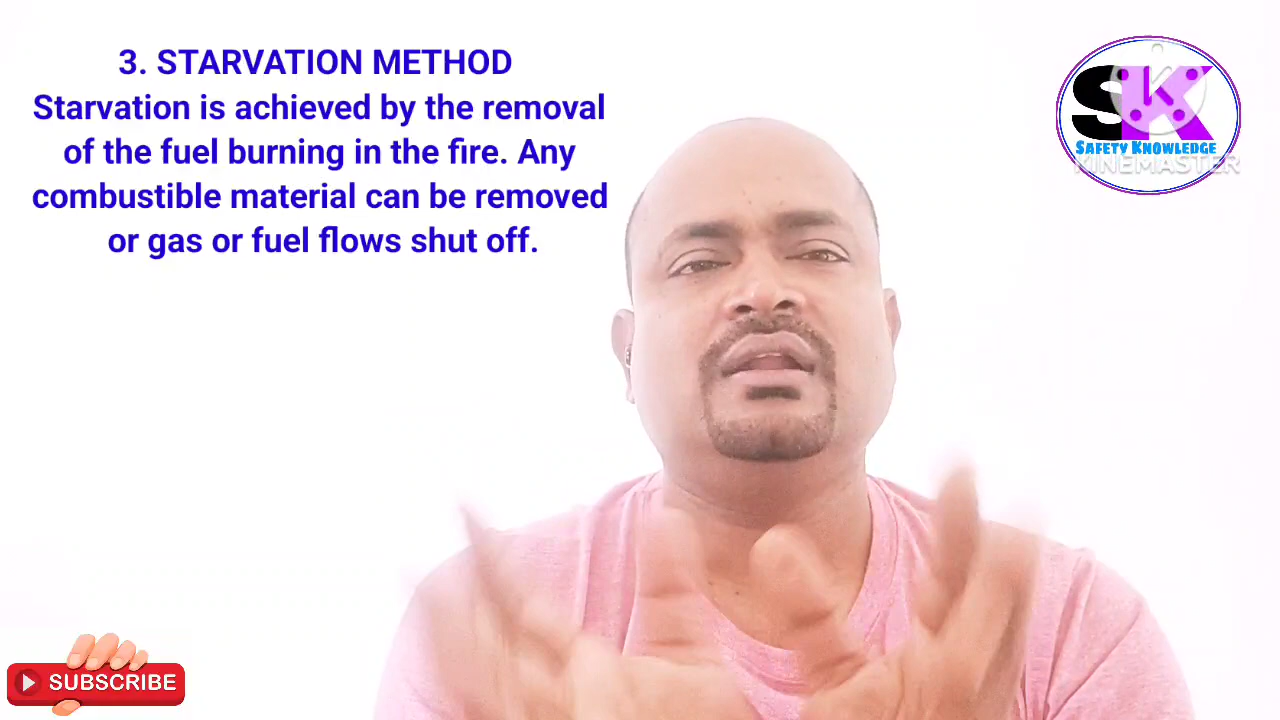 3. STARVATION METHOD
Starvation is achieved by the removal
of the fuel burning in the fire. Any
combustible material can be removed
or gas or fuel flows shut off.
SK
SAFETY KNOWLEDGE
KINEMASTER
SUBSCRIBE